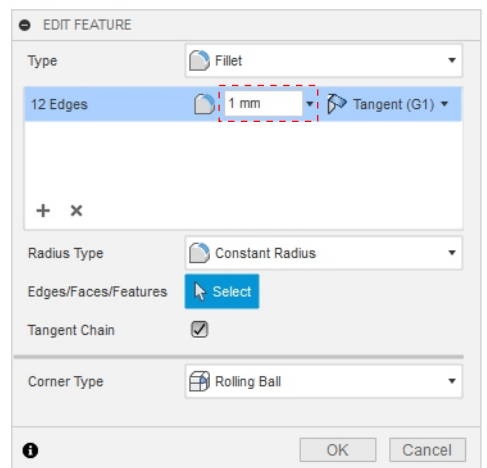 EDIT FEATURE
Type Fillet
12 Edges 1 mm Tangent (G1)
Radius Type Constant Radius
Edges/Faces/Features Select
Tangent Chain
Corner Type Rolling Ball
OK Cancel